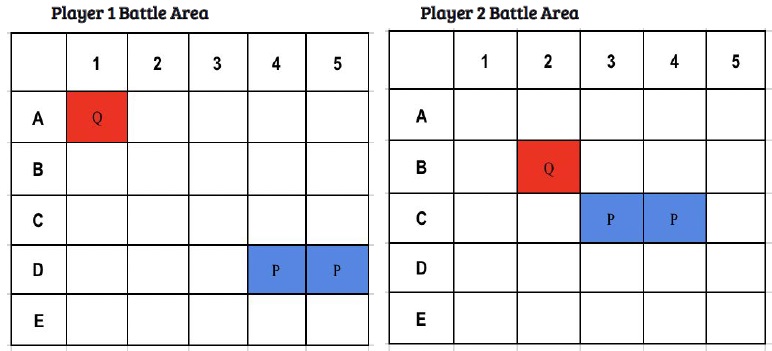 Player 1 Battle Area
1 2 3 4 5
A Q
B
C
D P P
E
Player 2 Battle Area
1 2 3 4 5
A
B Q
C P P
D
E